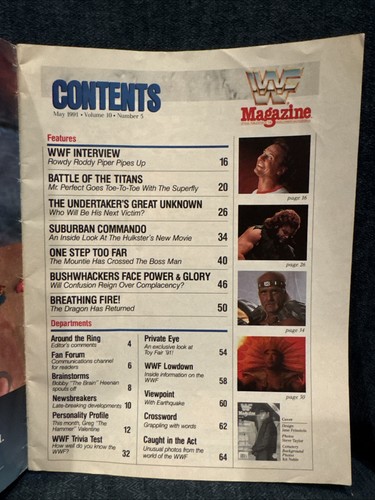 CONTENTS
May 1991 • Volume 10 • Number 5
WF
Magazine
Features
WWF INTERVIEW
Rowdy Roddy Piper Pipes Up 16
BATTLE OF THE TITANS
Mr. Perfect Goes Toe-To-Toe With The Superfly 20
THE UNDERTAKER'S GREAT UNKNOWN
Who Will Be His Next Victim? 26
SUBURBAN COMMANDO
An Inside Look At The Hulkster's New Movie 34
ONE STEP TOO FAR
The Mountie Has Crossed The Boss Man 40
BUSHWHACKERS FACE POWER & GLORY
Will Confusion Reign Over Complacency? 46
BREATHING FIRE!
The Dragon Has Returned 50
page 16
page 26
page 34
page 50
Departments
Around the Ring
Editor's comments 4
Fan Forum
Communications channel
for readers 6
Brainstorms
Bobby "The Brain" Heenan
spouts off 8
Newsbreakers
Late-breaking developments 10
Personality Profile
This month, Greg "The
Hammer" Valentine 12
WWF Trivia Test
How well do you know the
WWF? 32
Private Eye
An exclusive look at
Toy Fair '91! 54
WWF Lowdown
Inside information on the
WWF 58
Viewpoint
With Earthquake 60
Crossword
Grappling with words 62
Caught in the Act
Unusual photos from the
world of the WWF 64
Cover
Design
Photo
Steve Taylor
Cemetery
Background
Photo